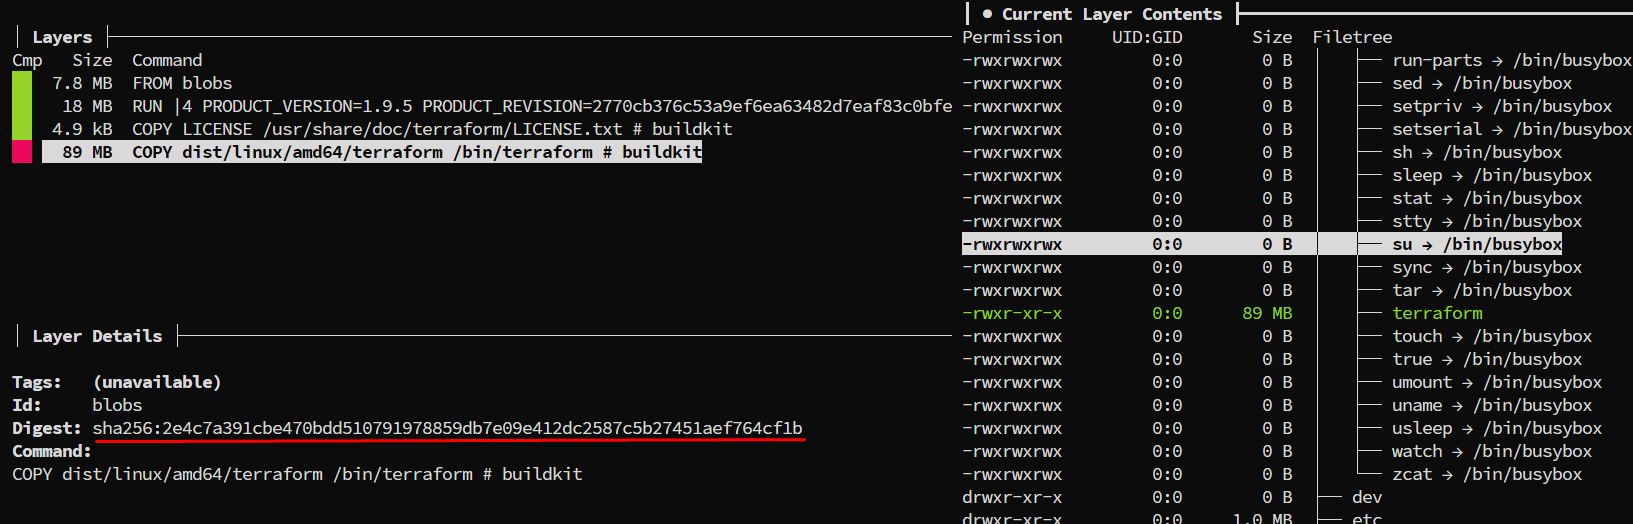 Layers
Cmp Size Command
7.8 MB FROM blobs
18 MB RUN |4 PRODUCT_VERSION=1.9.5 PRODUCT_REVISION=2770cb376c53a9ef6ea63482d7eaf83c0bfe
4.9 kB COPY LICENSE /usr/share/doc/terraform/LICENSE.txt # buildkit
89 MB COPY dist/linux/amd64/terraform /bin/terraform # buildkit
Layer Details
Tags: (unavailable)
Id: blobs
Digest: sha256:2e4c7a391cbe470bdd510791978859db7e09e412dc2587c5b27451aef764cf1b
Command:
COPY dist/linux/amd64/terraform /bin/terraform # buildkit
● Current Layer Contents
Permission UID:GID Size Filetree
-rwxrwxrwx 0:0 0 B run-parts → /bin/busybox
-rwxrwxrwx 0:0 0 B sed → /bin/busybox
-rwxrwxrwx 0:0 0 B setpriv → /bin/busybox
-rwxrwxrwx 0:0 0 B setserial → /bin/busybox
-rwxrwxrwx 0:0 0 B sh → /bin/busybox
-rwxrwxrwx 0:0 0 B sleep → /bin/busybox
-rwxrwxrwx 0:0 0 B stat → /bin/busybox
-rwxrwxrwx 0:0 0 B stty → /bin/busybox
-rwxrwxrwx 0:0 0 B su → /bin/busybox
-rwxrwxrwx 0:0 0 B sync → /bin/busybox
-rwxrwxrwx 0:0 0 B tar → /bin/busybox
-rwxr-xr-x 0:0 89 MB terraform
-rwxrwxrwx 0:0 0 B touch → /bin/busybox
-rwxrwxrwx 0:0 0 B true → /bin/busybox
-rwxrwxrwx 0:0 0 B umount → /bin/busybox
-rwxrwxrwx 0:0 0 B uname → /bin/busybox
-rwxrwxrwx 0:0 0 B usleep → /bin/busybox
-rwxrwxrwx 0:0 0 B watch → /bin/busybox
-rwxrwxrwx 0:0 0 B zcat → /bin/busybox
drwxr-xr-x 0:0 0 B dev
drwxr-xr-x 0:0 1.0 MB etc